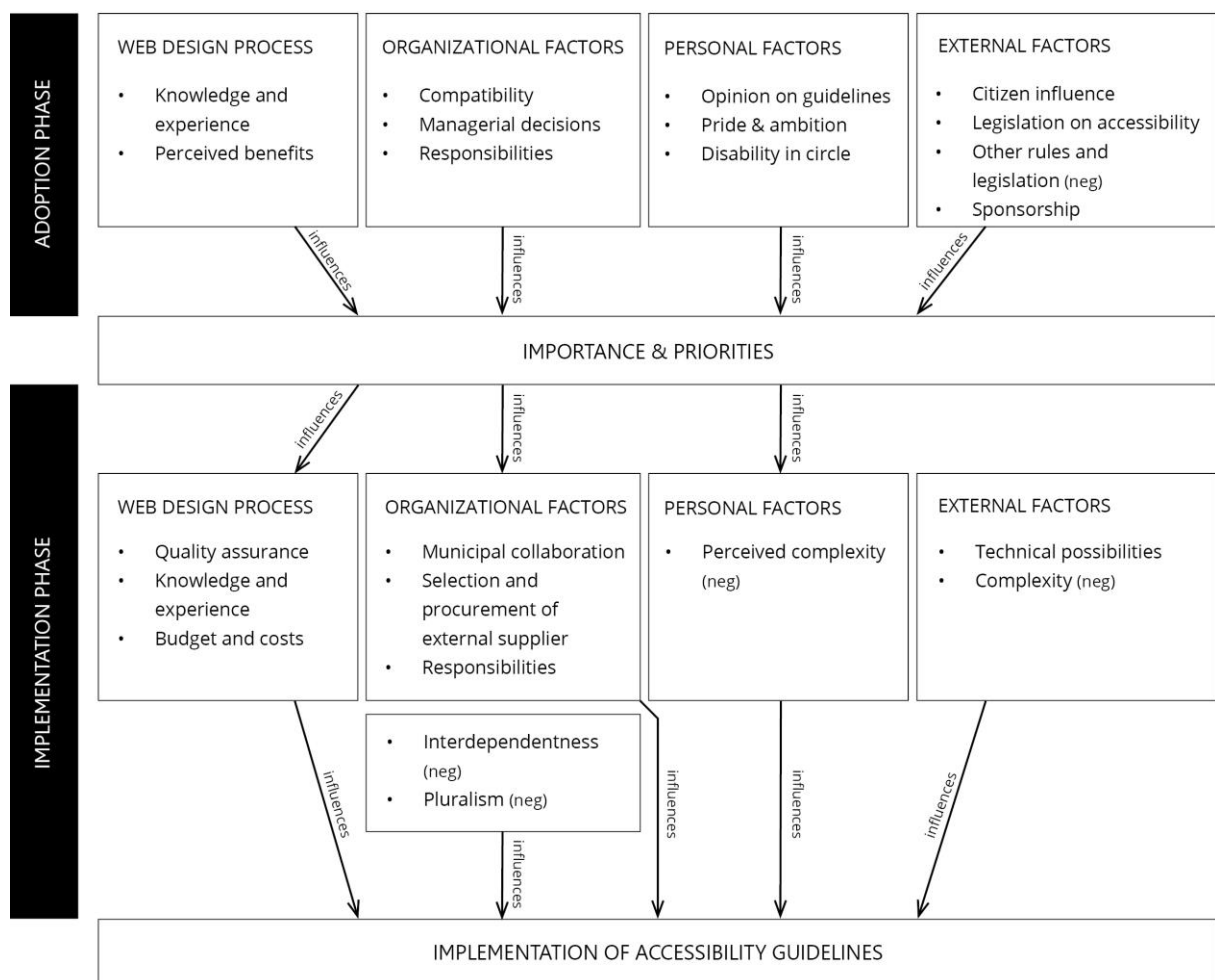 ADOPTION PHASE
WEB DESIGN PROCESS
• Knowledge and
experience
• Perceived benefits
ORGANIZATIONAL FACTORS
• Compatibility
• Managerial decisions
• Responsibilities
PERSONAL FACTORS
• Opinion on guidelines
• Pride & ambition
• Disability in circle
EXTERNAL FACTORS
• Citizen influence
• Legislation on accessibility
• Other rules and
legislation (neg)
• Sponsorship
influences
influences
influences
influences
IMPORTANCE & PRIORITIES
influences
influences
influences
IMPLEMENTATION PHASE
WEB DESIGN PROCESS
• Quality assurance
• Knowledge and
experience
• Budget and costs
ORGANIZATIONAL FACTORS
• Municipal collaboration
• Selection and
procurement of
external supplier
• Responsibilities
• Interdependentness
(neg)
• Pluralism (neg)
PERSONAL FACTORS
• Perceived complexity
(neg)
EXTERNAL FACTORS
• Technical possibilities
• Complexity (neg)
influences
influences
influences
influences
influences
IMPLEMENTATION OF ACCESSIBILITY GUIDELINES